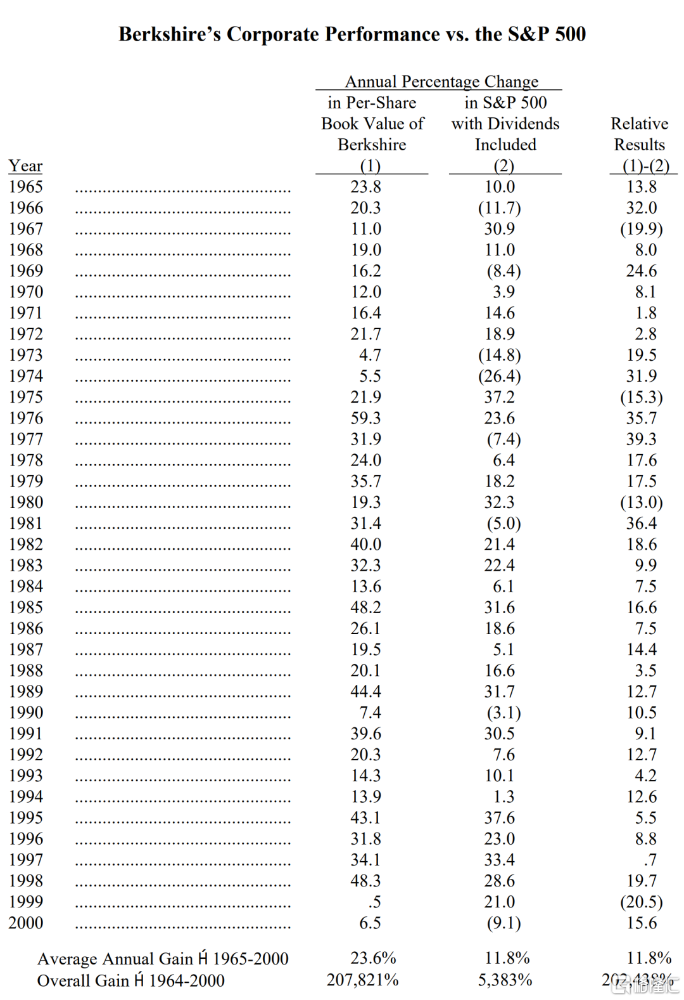 Berkshire’s Corporate Performance vs. the S&P 500
Annual Percentage Change
in Per-Share in S&P 500
Book Value of with Dividends Relative
Berkshire Included Results
Year (1) (2) (1)-(2)
1965 ............................................... 23.8 10.0 13.8
1966 ............................................... 20.3 (11.7) 32.0
1967 ............................................... 11.0 30.9 (19.9)
1968 ............................................... 19.0 11.0 8.0
1969 ............................................... 16.2 (8.4) 24.6
1970 ............................................... 12.0 3.9 8.1
1971 ............................................... 16.4 14.6 1.8
1972 ............................................... 21.7 18.9 2.8
1973 ............................................... 4.7 (14.8) 19.5
1974 ............................................... 5.5 (26.4) 31.9
1975 ............................................... 21.9 37.2 (15.3)
1976 ............................................... 59.3 23.6 35.7
1977 ............................................... 31.9 (7.4) 39.3
1978 ............................................... 24.0 6.4 17.6
1979 ............................................... 35.7 18.2 17.5
1980 ............................................... 19.3 32.3 (13.0)
1981 ............................................... 31.4 (5.0) 36.4
1982 ............................................... 40.0 21.4 18.6
1983 ............................................... 32.3 22.4 9.9
1984 ............................................... 13.6 6.1 7.5
1985 ............................................... 48.2 31.6 16.6
1986 ............................................... 26.1 18.6 7.5
1987 ............................................... 19.5 5.1 14.4
1988 ............................................... 20.1 16.6 3.5
1989 ............................................... 44.4 31.7 12.7
1990 ............................................... 7.4 (3.1) 10.5
1991 ............................................... 39.6 30.5 9.1
1992 ............................................... 20.3 7.6 12.7
1993 ............................................... 14.3 10.1 4.2
1994 ............................................... 13.9 1.3 12.6
1995 ............................................... 43.1 37.6 5.5
1996 ............................................... 31.8 23.0 8.8
1997 ............................................... 34.1 33.4 .7
1998 ............................................... 48.3 28.6 19.7
1999 ............................................... .5 21.0 (20.5)
2000 ............................................... 6.5 (9.1) 15.6
Average Annual Gain Ḣ́ 1965-2000 23.6% 11.8% 11.8%
Overall Gain Ḣ́ 1964-2000 207,821% 5,383% 202,438%
格隆汇